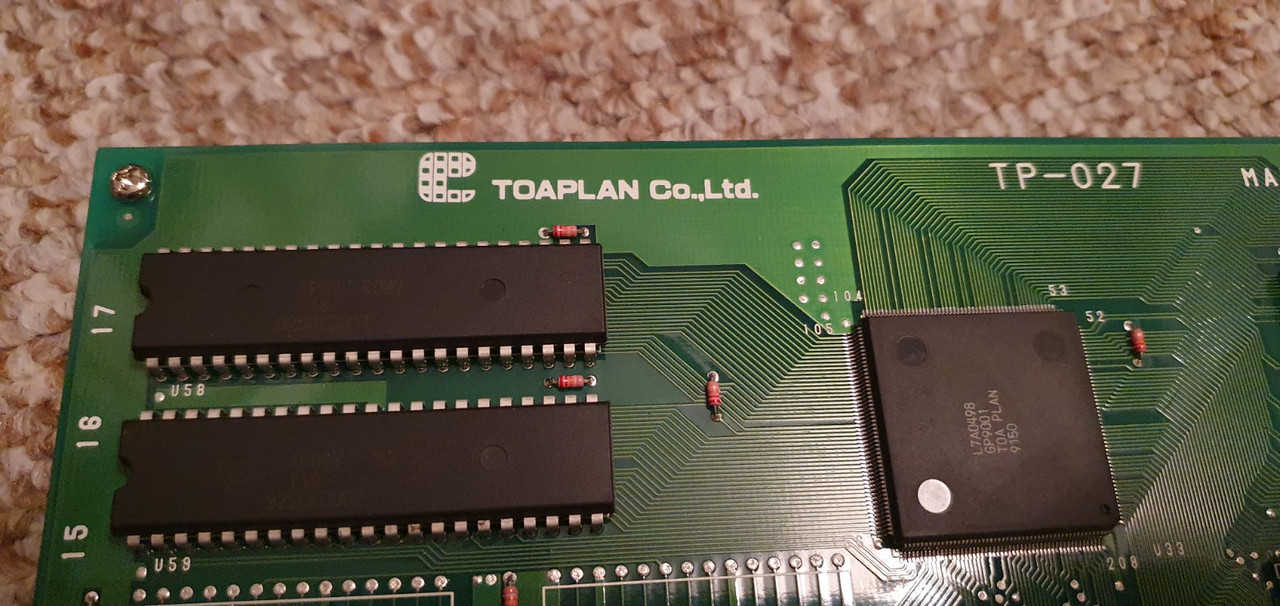 TOAPLAN Co.,Ltd.
TP-027
MA
53
104
52
105
17
U58
16
L7A0498
GP9001
TOA PLAN
9150
15
U59
U33
208